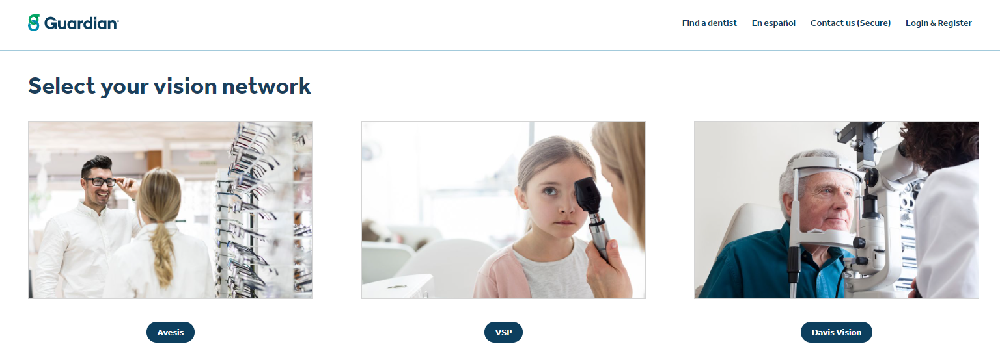 Guardian®
Find a dentist En español Contact us (Secure) Login & Register
Select your vision network
Avesis
VSP
Davis Vision